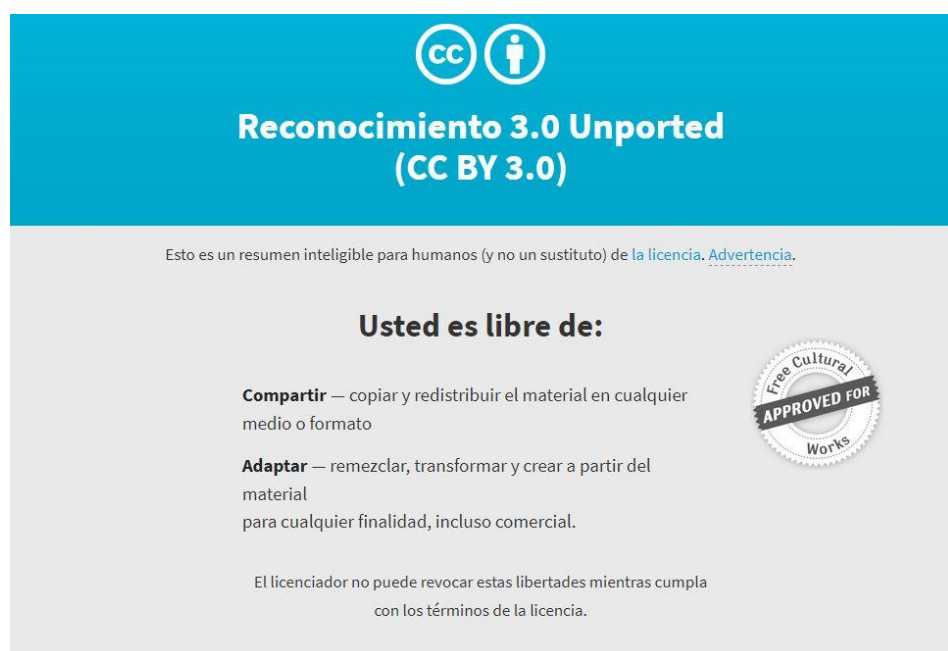 cc
Reconocimiento 3.0 Unported
(CC BY 3.0)
Esto es un resumen inteligible para humanos (y no un sustituto) de la licencia. Advertencia.
Usted es libre de:
Free Cultural
APPROVED FOR
Works
Compartir — copiar y redistribuir el material en cualquier
medio o formato
Adaptar — remezclar, transformar y crear a partir del
material
para cualquier finalidad, incluso comercial.
El licenciador no puede revocar estas libertades mientras cumpla
con los términos de la licencia.